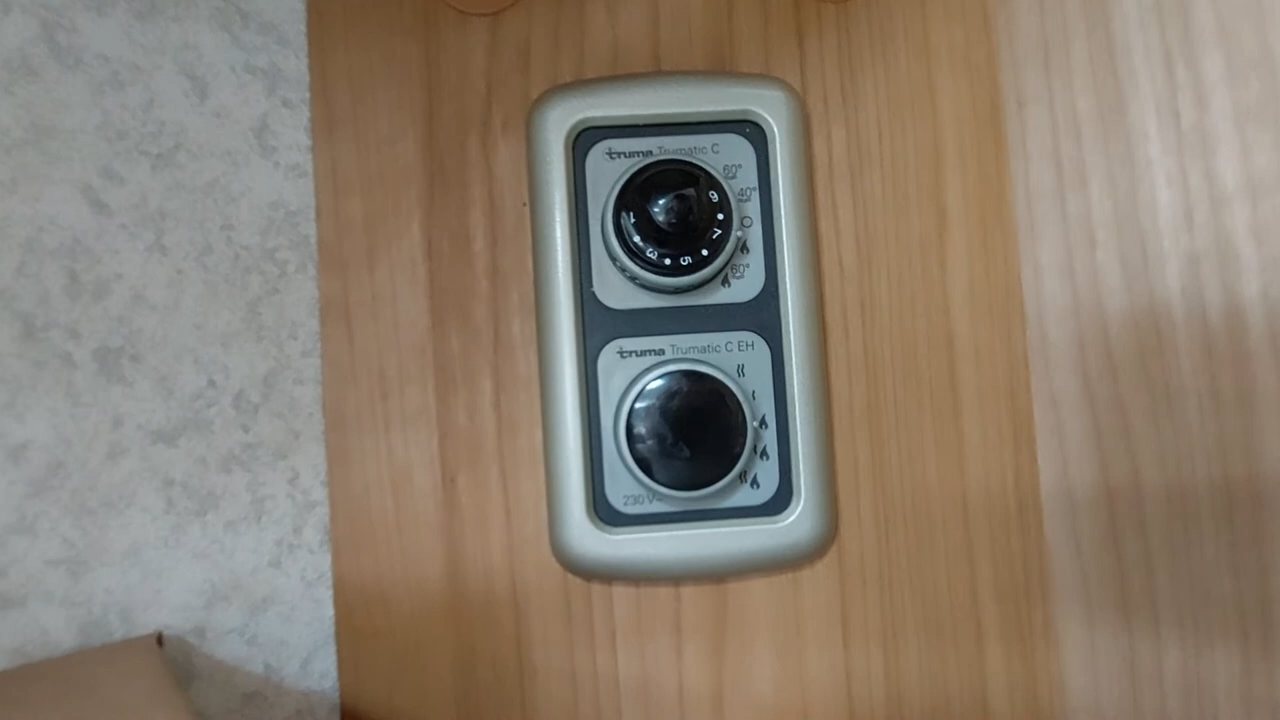 truma Trumatic C
60°
40°
1 3 5 7 9
60°
truma Trumatic C EH
230 V~